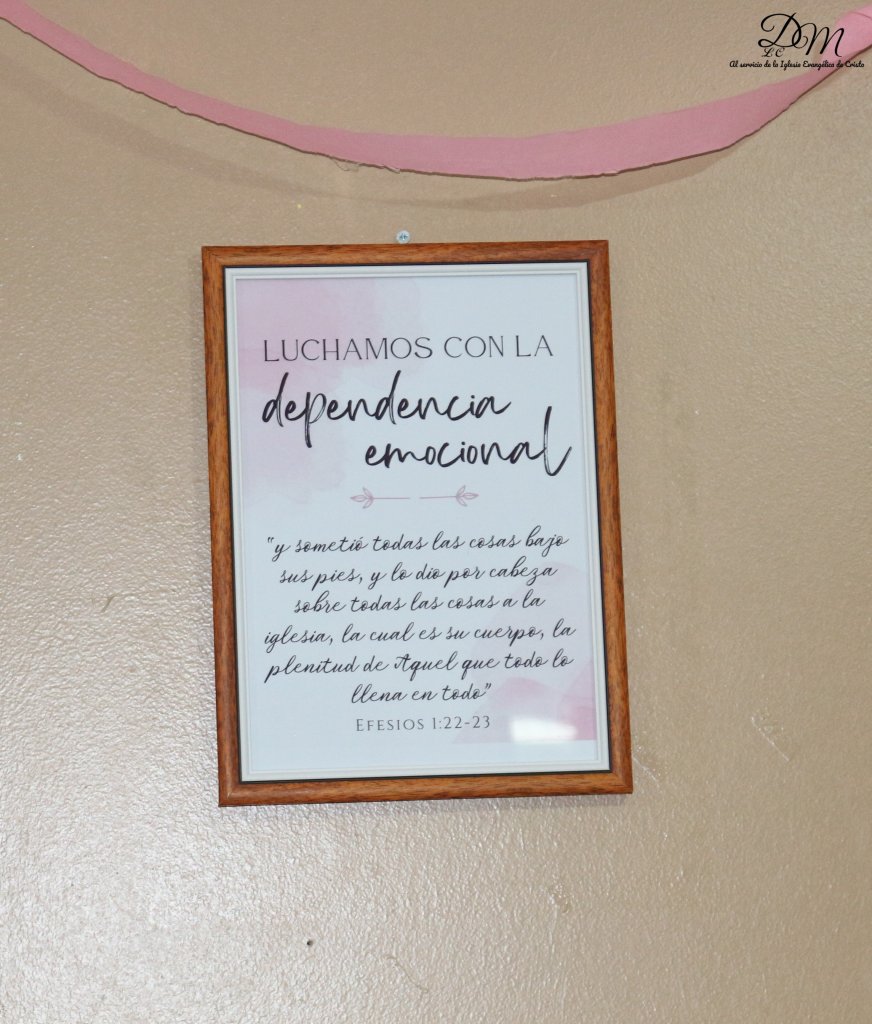 DM
LC
Al servicio de la Iglesia Evangélica de Cristo
LUCHAMOS CON LA
dependencia
emocional
"y sometió todas las cosas bajo
sus pies, y lo dio por cabeza
sobre todas las cosas a la
iglesia, la cual es su cuerpo, la
plenitud de Aquel que todo lo
llena en todo"
EFESIOS 1:22-23